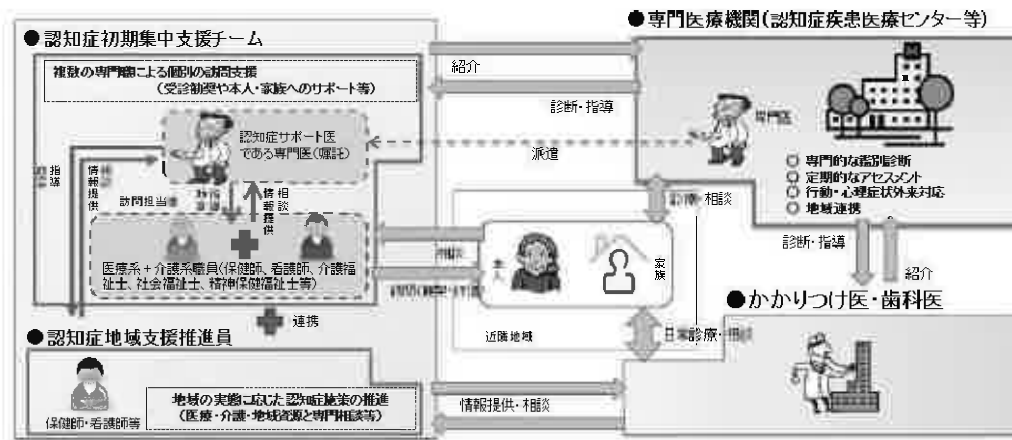 ●認知症初期集中支援チーム
複数の専門職による個別の訪問支援
(受診勧奨や本人・家族へのサポート等)
認知症サポート医
である専門医(嘱託)
指導
情報提供
訪問担当者
情報提供
相談
医療系+介護系職員(保健師、看護師、介護福
祉士、社会福祉士、精神保健福祉士等)
連携
●認知症地域支援推進員
保健師・看護師等
地域の実態に応じた認知症施策の推進
(医療・介護・地域資源と専門相談等)
紹介
診断・指導
派遣
本人
家族
近隣地域
診療・相談
日常診療・相談
情報提供・相談
●専門医療機関(認知症疾患医療センター等)
専門医
○ 専門的な鑑別診断
○ 定期的なアセスメント
○ 行動・心理症状外来対応
○ 地域連携
診断・指導
紹介
●かかりつけ医・歯科医